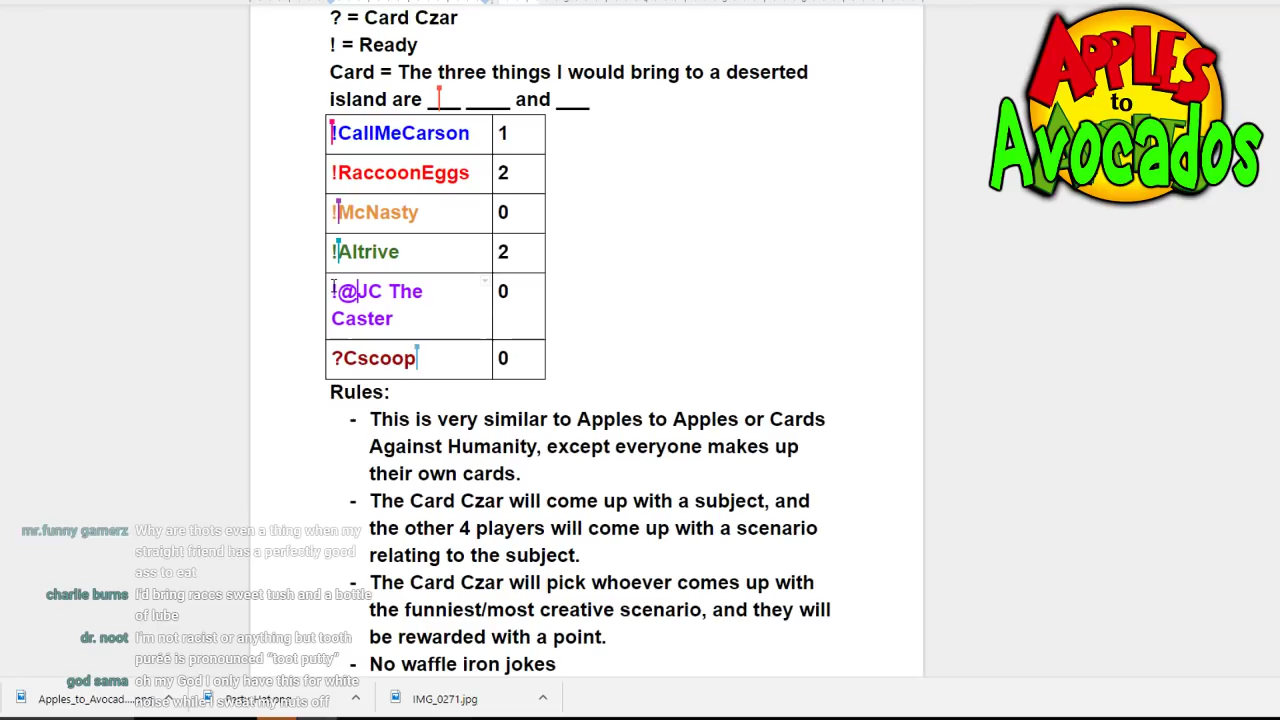 ? = Card Czar
! = Ready
Card = The three things I would bring to a deserted
island are ___ ____ and ___
!CallMeCarson 1
!RaccoonEggs 2
!McNasty 0
!Altrive 2
!@JC The 0
Caster
?Cscoop 0
Rules:
- This is very similar to Apples to Apples or Cards
Against Humanity, except everyone makes up
their own cards.
- The Card Czar will come up with a subject, and
the other 4 players will come up with a scenario
relating to the subject.
- The Card Czar will pick whoever comes up with
the funniest/most creative scenario, and they will
be rewarded with a point.
- No waffle iron jokes
APPLES
to
Avocados
mr.funny gamerz Why are thots even a thing when my
straight friend has a perfectly good
ass to eat
charlie burns I'd bring racos sweet tush and a bottle
of lube
dr. noot I'm not racist or anything but tooth
puréé is pronounced "toot putty"
god sama oh my God I only have this for white
noise while I sweat my nuts off
Apples_to_Avocad....png
IMG_0271.jpg